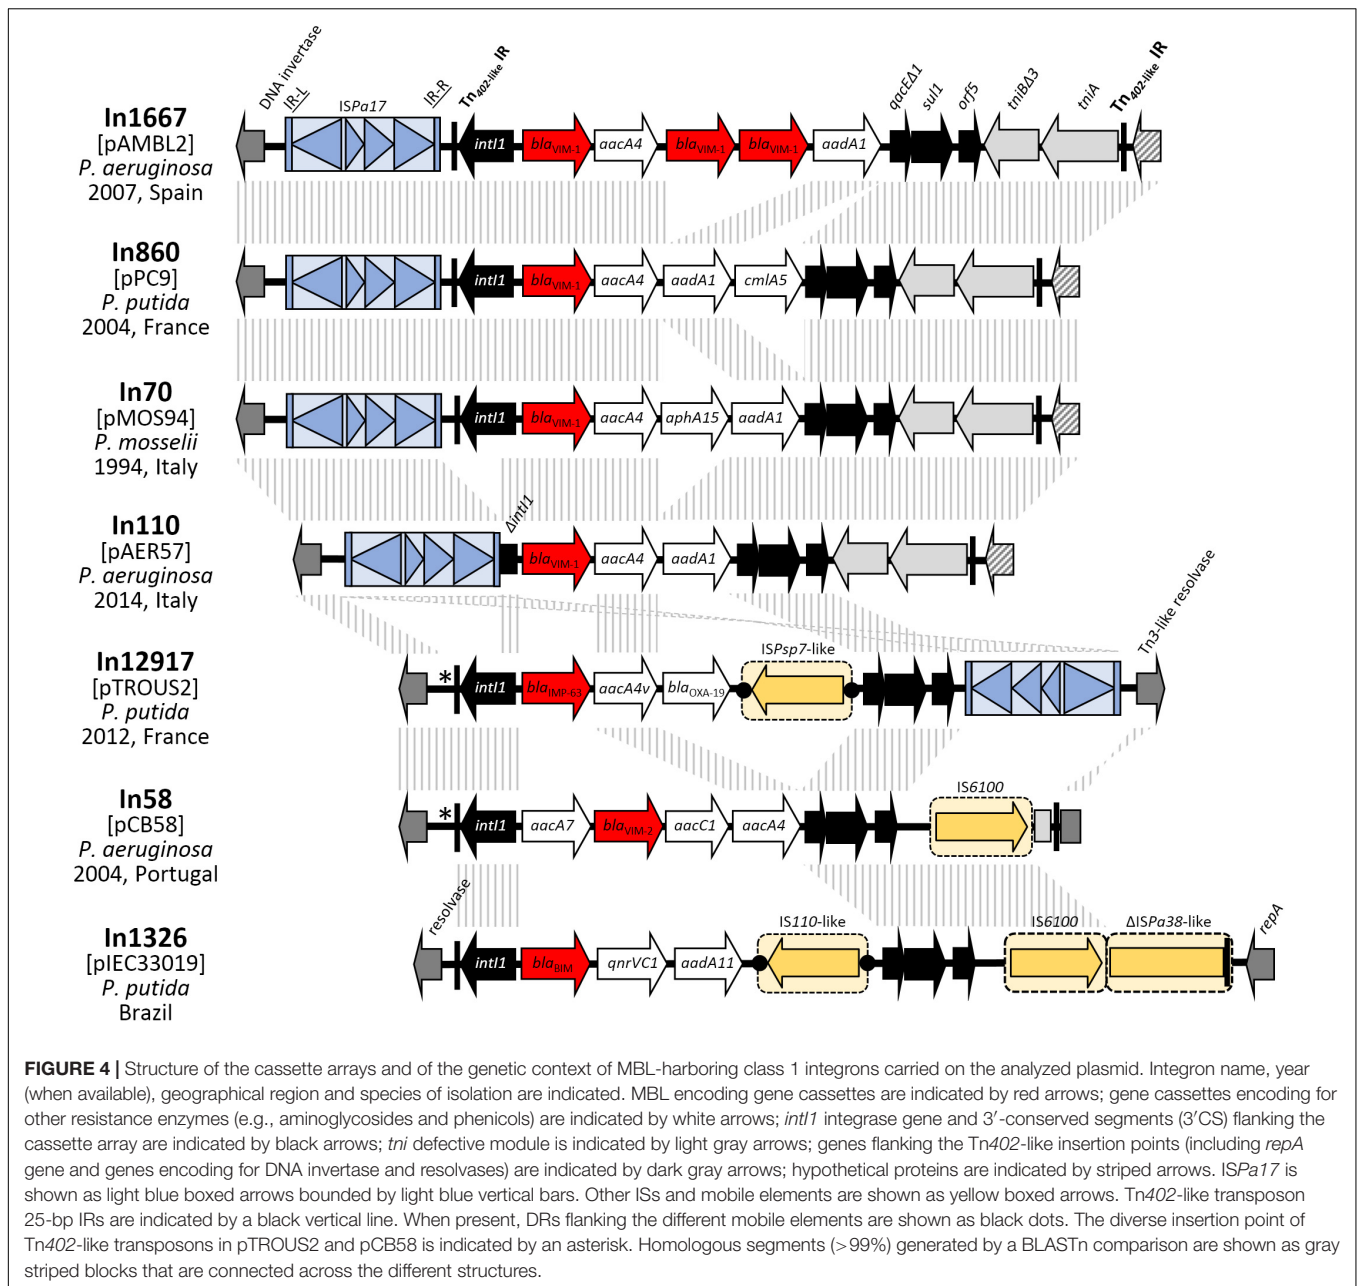 DNA invertase
IR-L
ISPa17
IR-R
Tn402-like IR
qacEΔ1
sul1
orf5
tniBΔ3
tniA
Tn402-like IR
In1667
[pAMBL2]
P. aeruginosa
2007, Spain
intI1
blaVIM-1
aacA4
blaVIM-1
blaVIM-1
aadA1
In860
[pPC9]
P. putida
2004, France
intI1
blaVIM-1
aacA4
aadA1
cmlA5
In70
[pMOS94]
P. mosselii
1994, Italy
intI1
blaVIM-1
aacA4
aphA15
aadA1
In110
[pAER57]
P. aeruginosa
2014, Italy
ΔintI1
blaVIM-1
aacA4
aadA1
In12917
[pTROUS2]
P. putida
2012, France
*
intI1
blaIMP-63
aacA4v
blaOXA-19
ISPsp7-like
Tn3-like resolvase
In58
[pCB58]
P. aeruginosa
2004, Portugal
*
intI1
aacA7
blaVIM-2
aacC1
aacA4
IS6100
In1326
[pIEC33019]
P. putida
Brazil
resolvase
intI1
blaBIM
qnrVC1
aadA11
IS110-like
IS6100
ΔISPa38-like
repA
FIGURE 4 | Structure of the cassette arrays and of the genetic context of MBL-harboring class 1 integrons carried on the analyzed plasmid. Integron name, year
(when available), geographical region and species of isolation are indicated. MBL encoding gene cassettes are indicated by red arrows; gene cassettes encoding for
other resistance enzymes (e.g., aminoglycosides and phenicols) are indicated by white arrows; intI1 integrase gene and 3′-conserved segments (3′CS) flanking the
cassette array are indicated by black arrows; tni defective module is indicated by light gray arrows; genes flanking the Tn402-like insertion points (including repA
gene and genes encoding for DNA invertase and resolvases) are indicated by dark gray arrows; hypothetical proteins are indicated by striped arrows. ISPa17 is
shown as light blue boxed arrows bounded by light blue vertical bars. Other ISs and mobile elements are shown as yellow boxed arrows. Tn402-like transposon
25-bp IRs are indicated by a black vertical line. When present, DRs flanking the different mobile elements are shown as black dots. The diverse insertion point of
Tn402-like transposons in pTROUS2 and pCB58 is indicated by an asterisk. Homologous segments (>99%) generated by a BLASTn comparison are shown as gray
striped blocks that are connected across the different structures.